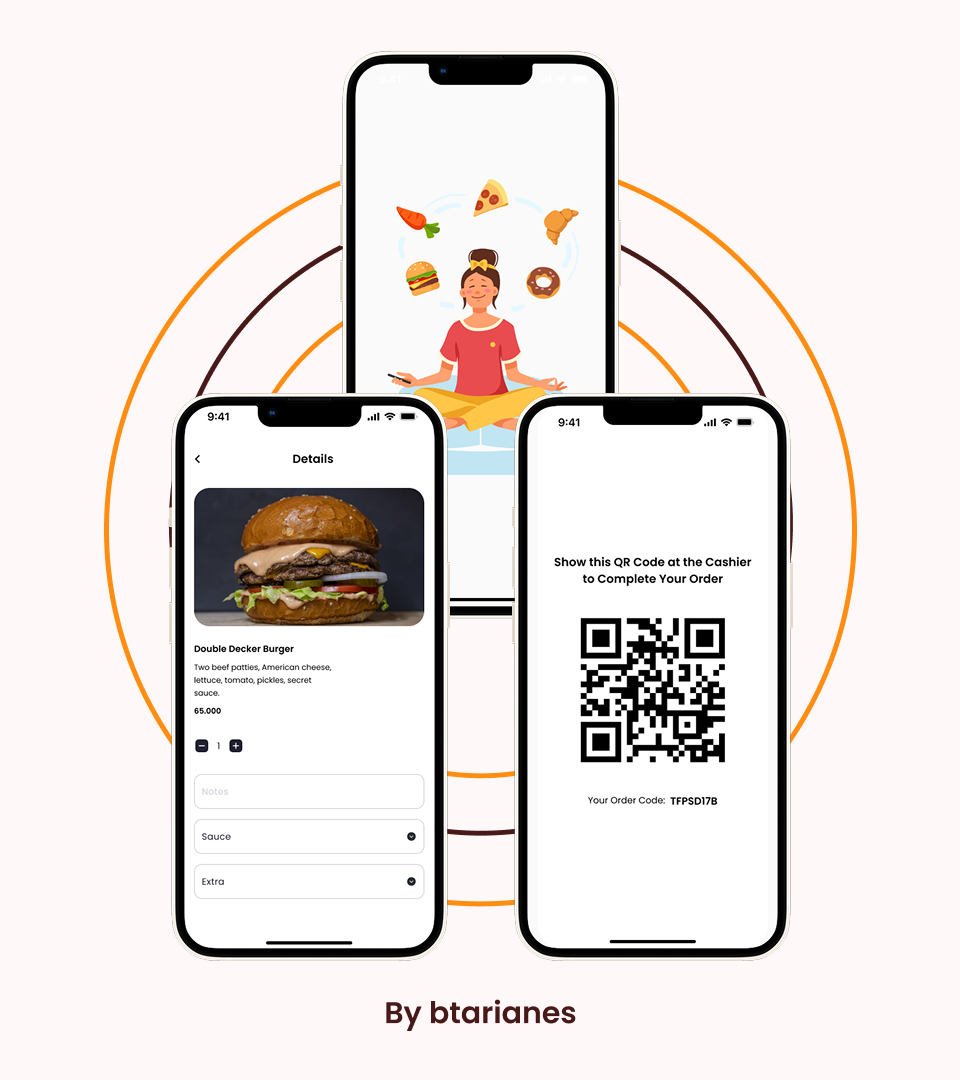 9:41
Details
Double Decker Burger
Two beef patties, American cheese,
lettuce, tomato, pickles, secret
sauce.
65.000
1
Notes
Sauce
Extra
9:41
Show this QR Code at the Cashier
to Complete Your Order
Your Order Code: TFPSD17B
By btarianes